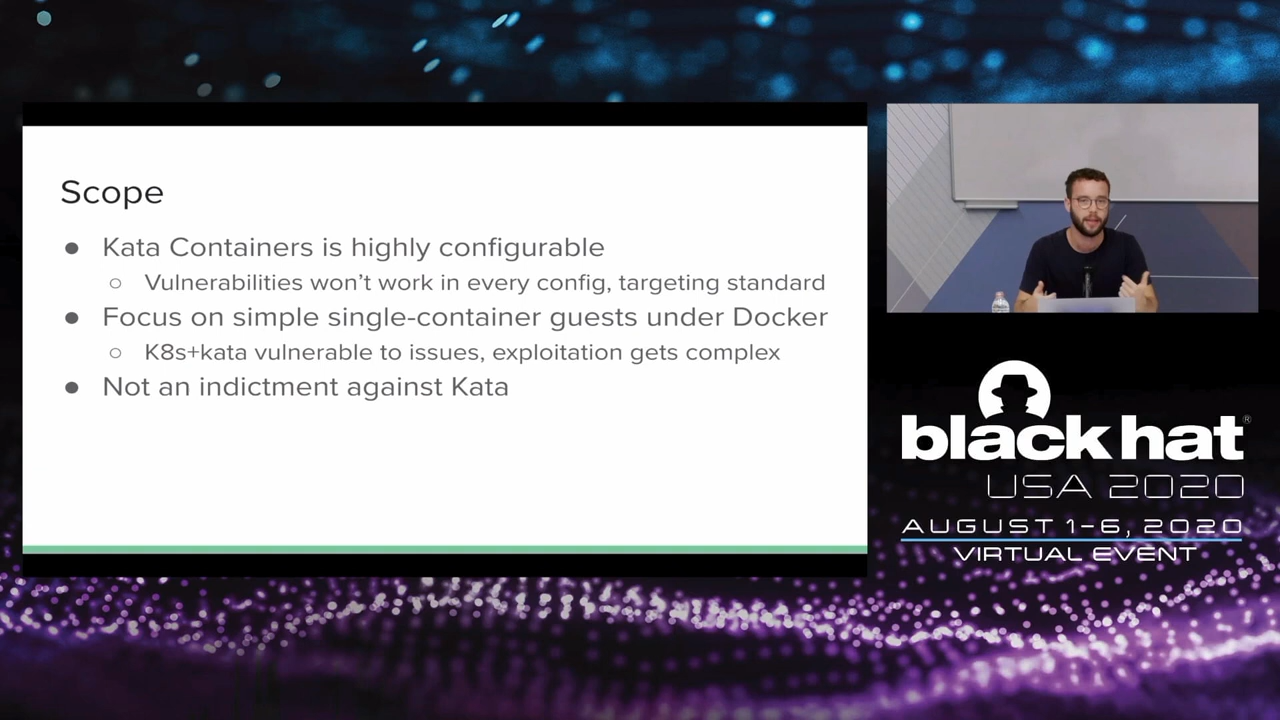 Scope
● Kata Containers is highly configurable
○ Vulnerabilities won't work in every config, targeting standard
● Focus on simple single-container guests under Docker
○ K8s+kata vulnerable to issues, exploitation gets complex
● Not an indictment against Kata
black hat®
USA 2020
AUGUST 1-6, 2020
VIRTUAL EVENT